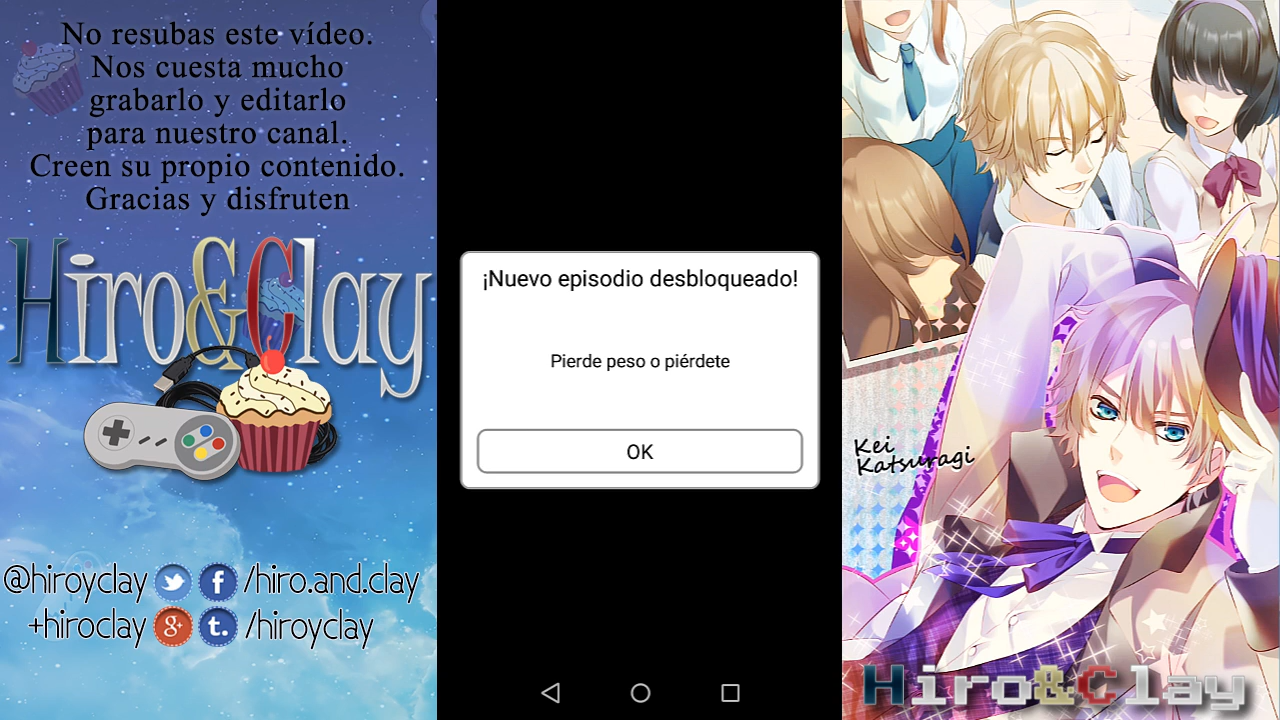 No resubas este vídeo.
Nos cuesta mucho
grabarlo y editarlo
para nuestro canal.
Creen su propio contenido.
Gracias y disfruten
Hiro&Clay
@hiroyclay f /hiro.and.clay
+hiroclay g+ t. /hiroyclay
¡Nuevo episodio desbloqueado!
Pierde peso o piérdete
OK
Kei
Katsuragi
Hiro&Clay